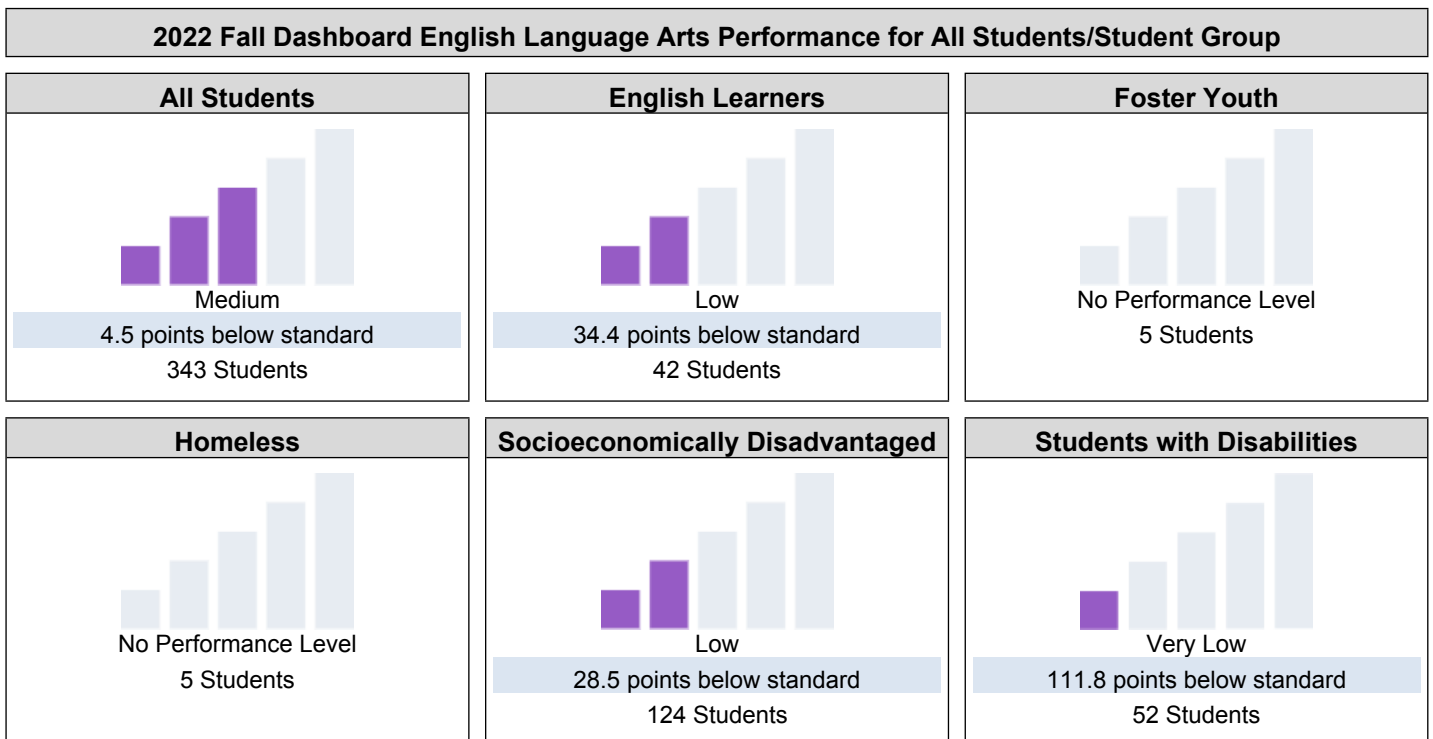 2022 Fall Dashboard English Language Arts Performance for All Students/Student Group
All Students
Medium
4.5 points below standard
343 Students
English Learners
Low
34.4 points below standard
42 Students
Foster Youth
No Performance Level
5 Students
Homeless
No Performance Level
5 Students
Socioeconomically Disadvantaged
Low
28.5 points below standard
124 Students
Students with Disabilities
Very Low
111.8 points below standard
52 Students